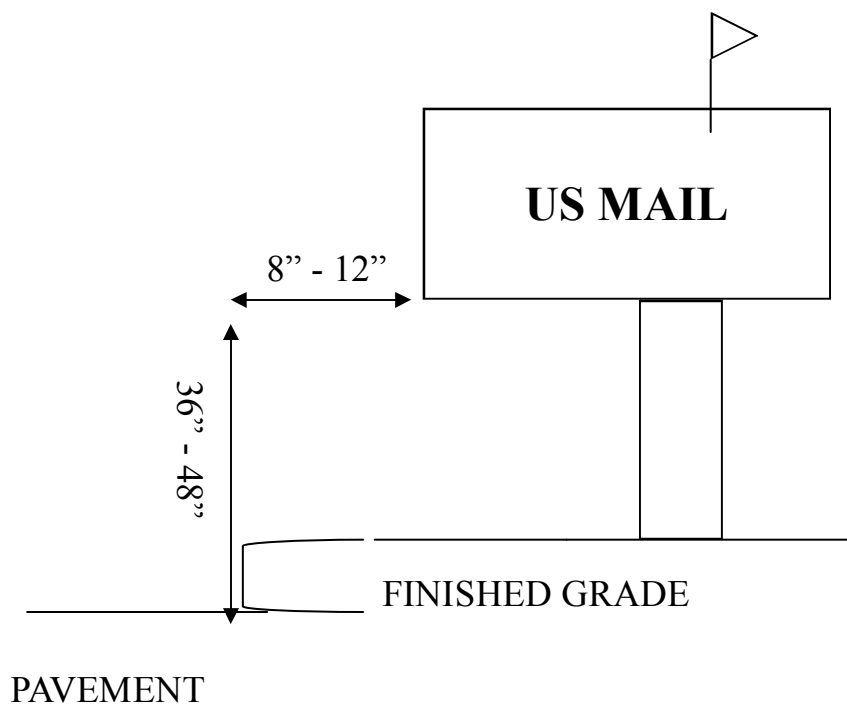 US MAIL
8” - 12”
36” - 48”
FINISHED GRADE
PAVEMENT